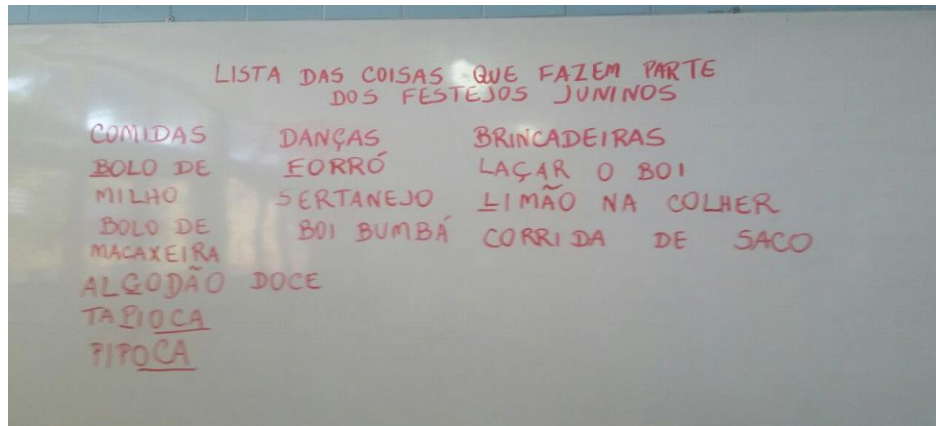 LISTA DAS COISAS QUE FAZEM PARTE
DOS FESTEJOS JUNINOS
COMIDAS
BOLO DE
MILHO
BOLO DE
MACAXEIRA
ALGODÃO DOCE
TAPIOCA
PIPOCA
DANÇAS
FORRÓ
SERTANEJO
BOI BUMBÁ
BRINCADEIRAS
LAÇAR O BOI
LIMÃO NA COLHER
CORRIDA DE SACO